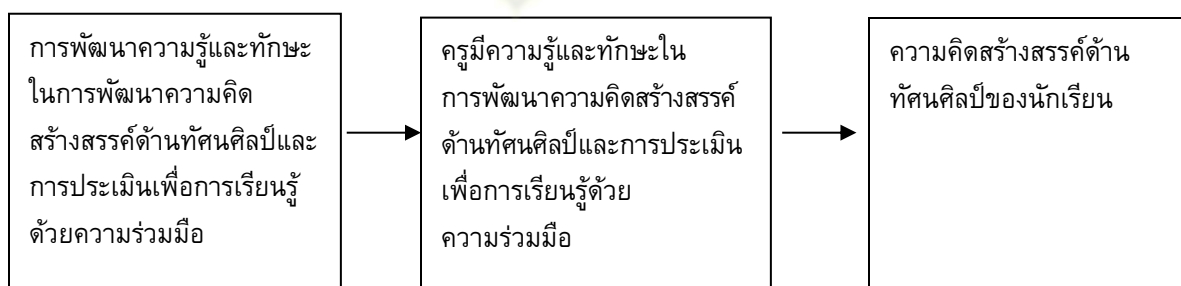 การพัฒนาความรู้และทักษะ
ในการพัฒนาความคิด
สร้างสรรค์ด้านทัศนศิลป์และ
การประเมินเพื่อการเรียนรู้
ด้วยความร่วมมือ
ครูมีความรู้และทักษะใน
การพัฒนาความคิดสร้างสรรค์
ด้านทัศนศิลป์และการประเมิน
เพื่อการเรียนรู้ด้วย
ความร่วมมือ
ความคิดสร้างสรรค์ด้าน
ทัศนศิลป์ของนักเรียน